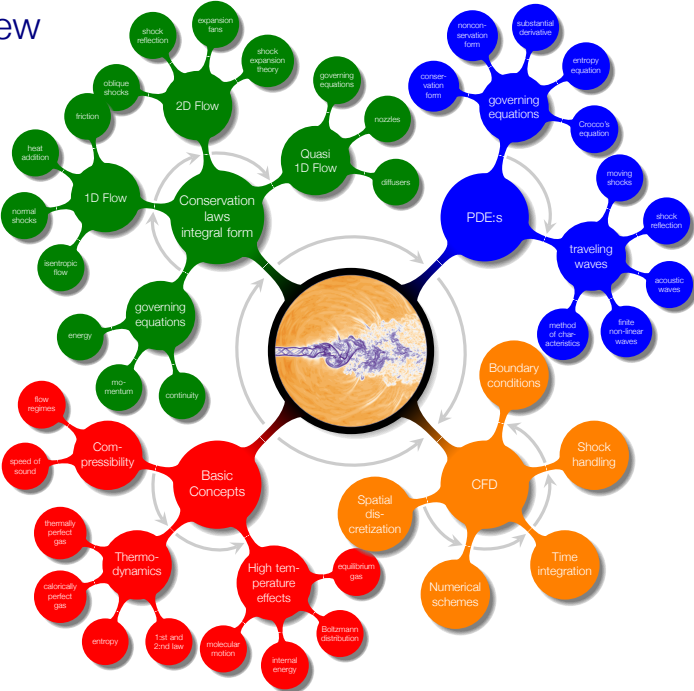 ew
expansion
fans
shock
reflection
shock
expansion
theory
oblique
shocks
2D Flow
friction
heat
addition
normal
shocks
isentropic
flow
1D Flow
governing
equations
nozzles
diffusers
Quasi
1D Flow
Conservation
laws
integral form
governing
equations
energy
mo-
mentum
continuity
conser-
vation
form
noncon-
servation
form
substantial
derivative
entropy
equation
Crocco's
equation
governing
equations
PDE:s
moving
shocks
shock
reflection
acoustic
waves
finite
non-linear
waves
method
of char-
acteristics
traveling
waves
flow
regimes
speed of
sound
Com-
pressibility
Basic
Concepts
thermally
perfect
gas
calorically
perfect
gas
entropy
1:st and
2:nd law
Thermo-
dynamics
High tem-
perature
effects
equilibrium
gas
Boltzmann
distribution
internal
energy
molecular
motion
Boundary
conditions
Shock
handling
CFD
Spatial
dis-
cretization
Numerical
schemes
Time
integration